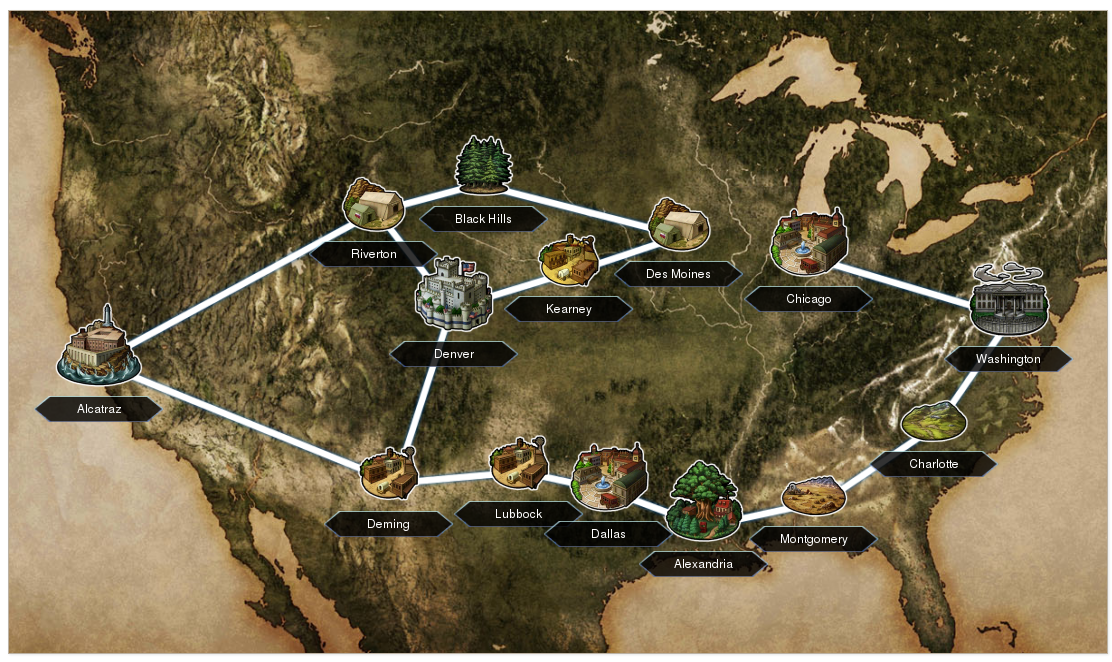 Black Hills
Riverton
Des Moines
Chicago
Kearney
Denver
Washington
Alcatraz
Charlotte
Lubbock
Deming
Dallas
Montgomery
Alexandria